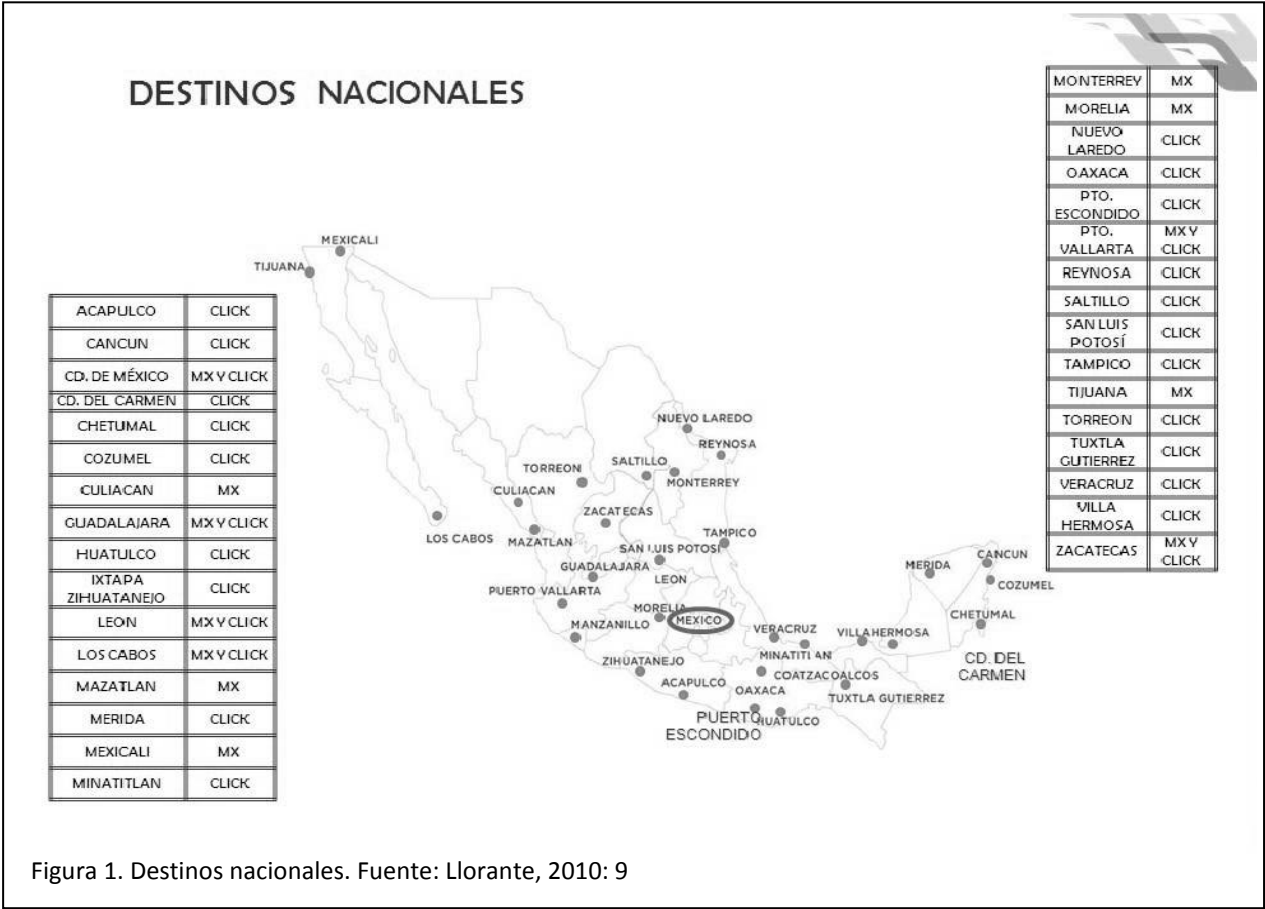 DESTINOS NACIONALES
MONTERREY MX
MORELIA MX
NUEVO
LAREDO CLICK
OAXACA CLICK
PTO.
ESCONDIDO CLICK
PTO.
VALLARTA MX Y
CLICK
REYNOSA CLICK
SALTILLO CLICK
SAN LUIS
POTOSÍ CLICK
TAMPICO CLICK
TIJUANA MX
TORREON CLICK
TUXTLA
GUTIERREZ CLICK
VERACRUZ CLICK
VILLA
HERMOSA CLICK
ZACATECAS MX Y
CLICK
ACAPULCO CLICK
CANCUN CLICK
CD. DE MÉXICO MX Y CLICK
CD. DEL CARMEN CLICK
CHETUMAL CLICK
COZUMEL CLICK
CULIACAN MX
GUADALAJARA MX Y CLICK
HUATULCO CLICK
IXTAPA
ZIHUATANEJO CLICK
LEON MX Y CLICK
LOS CABOS MX Y CLICK
MAZATLAN MX
MERIDA CLICK
MEXICALI MX
MINATITLAN CLICK
MEXICALI
TIJUANA
NUEVO LAREDO
REYNOSA
SALTILLO
TORREON
MONTERREY
CULIACAN
ZACATECAS
LOS CABOS
MAZATLAN
TAMPICO
SAN LUIS POTOSI
GUADALAJARA
LEON
PUERTO VALLARTA
MORELIA
MEXICO
MANZANILLO
MERIDA
CANCUN
COZUMEL
CHETUMAL
VERACRUZ
VILLAHERMOSA
MINATITLAN
ZIHUATANEJO
CD. DEL
CARMEN
COATZACOALCOS
ACAPULCO
OAXACA
TUXTLA GUTIERREZ
PUERTO
ESCONDIDO
HUATULCO
Figura 1. Destinos nacionales. Fuente: Llorante, 2010: 9